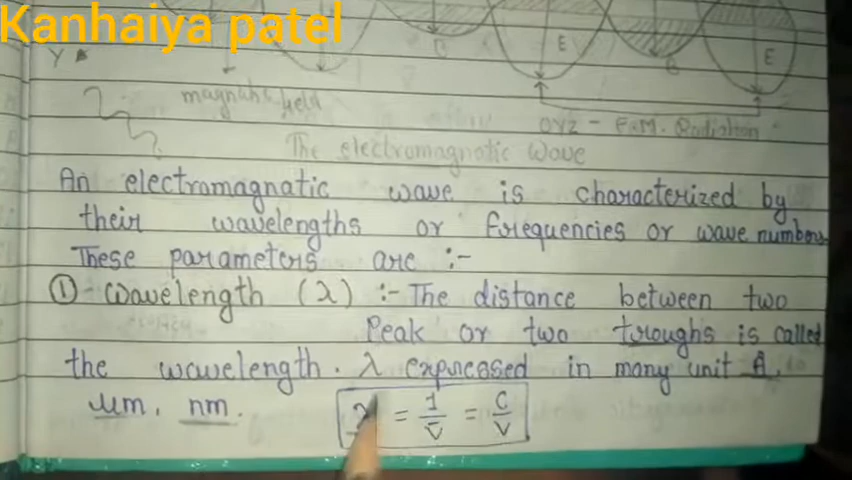 Kanhaiya patel
E
B
E
Y
magnatic field
OYZ - E.M. Radiation
The electromagnetic wave
An electromagnatic wave is characterized by
their wavelengths or frequencies or wave numbers
These parameters are :-
① - wavelength (λ) :- The distance between two
Peak or two troughs is called
the wavelength. λ expressed in many unit Å,
μm, nm.
λ = 1/ν̄ = C/ν